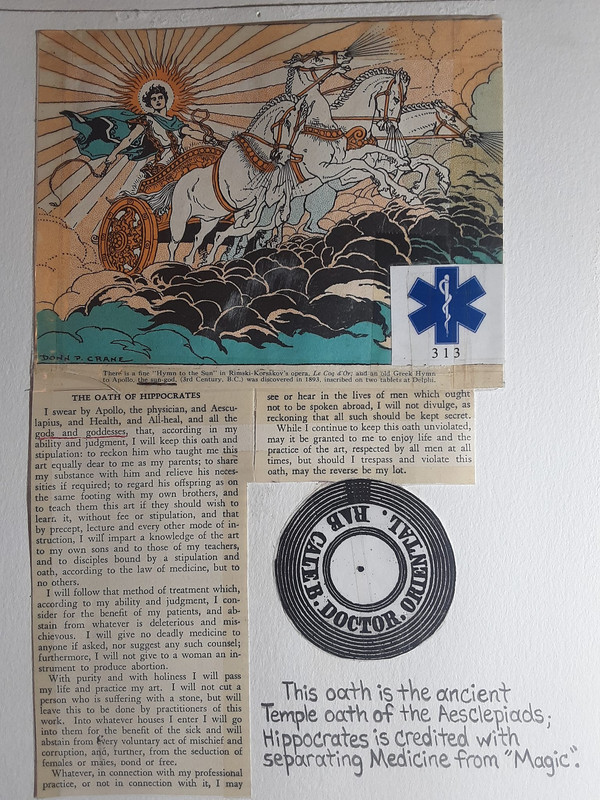 DONN P. CRANE
313
There is a fine "Hymn to the Sun" in Rimski-Korsakov's opera, Le Coq d'Or; and an old Greek Hymn
to Apollo, the sun-god, (3rd Century, B.C.) was discovered in 1893, inscribed on two tablets at Delphi.
THE OATH OF HIPPOCRATES
I swear by Apollo, the physician, and Aescu-
lapius, and Health, and All-heal, and all the
gods and goddesses, that, according in my
ability and judgment, I will keep this oath and
stipulation: to reckon him who taught me this
art equally dear to me as my parents; to share
my substance with him and relieve his neces-
sities if required; to regard his offspring as on
the same footing with my own brothers, and
to teach them this art if they should wish to
learn it, without fee or stipulation, and that
by precept, lecture and every other mode of in-
struction, I will impart a knowledge of the art
to my own sons and to those of my teachers,
and to disciples bound by a stipulation and
oath, according to the law of medicine, but to
no others.
I will follow that method of treatment which,
according to my ability and judgment, I con-
sider for the benefit of my patients, and ab-
stain from whatever is deleterious and mis-
chievous. I will give no deadly medicine to
anyone if asked, nor suggest any such counsel;
furthermore, I will not give to a woman an in-
strument to produce abortion.
With purity and with holiness I will pass
my life and practice my art. I will not cut a
person who is suffering with a stone, but will
leave this to be done by practitioners of this
work. Into whatever houses I enter I will go
into them for the benefit of the sick and will
abstain from every voluntary act of mischief and
corruption, and, further, from the seduction of
females or males, bond or free.
Whatever, in connection with my professional
practice, or not in connection with it, I may
see or hear in the lives of men which ought
not to be spoken abroad, I will not divulge, as
reckoning that all such should be kept secret.
While I continue to keep this oath unviolated,
may it be granted to me to enjoy life and the
practice of the art, respected by all men at all
times, but should I trespass and violate this
oath, may the reverse be my lot.
RAB CALEB. DOCTOR. ORIENTAL.
This oath is the ancient
Temple oath of the Aesclepiads;
Hippocrates is credited with
separating Medicine from "Magic".